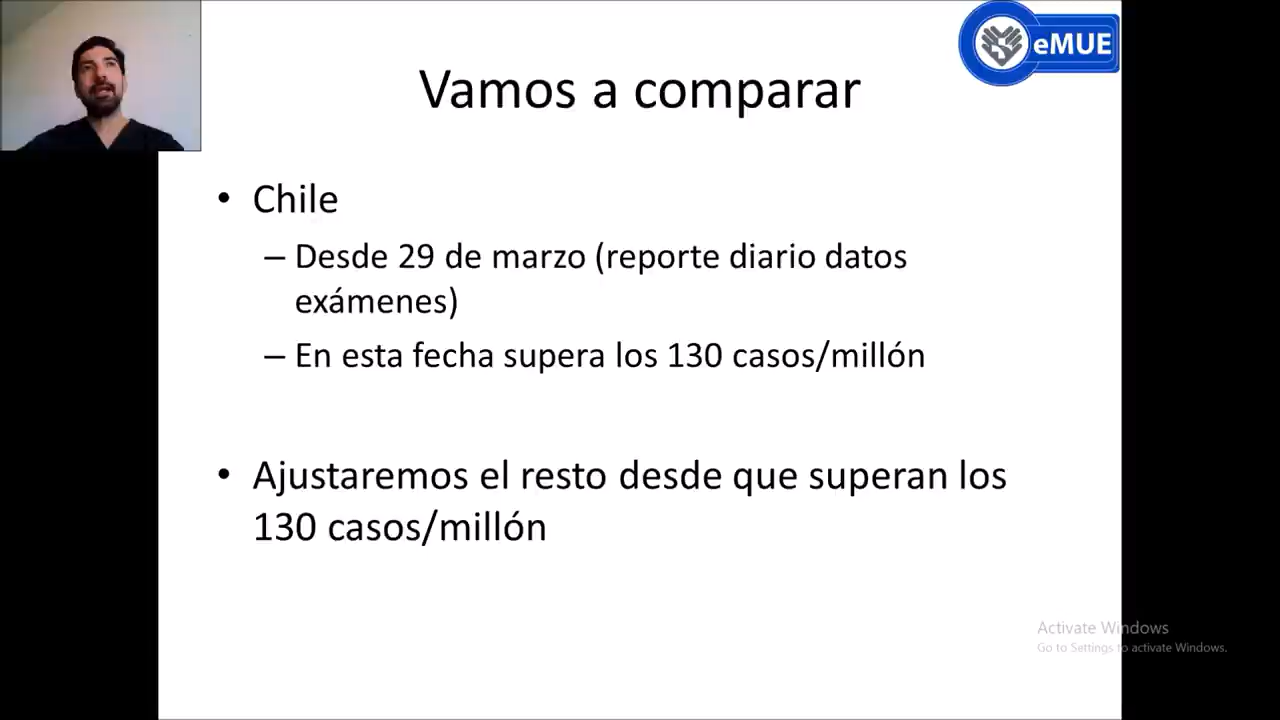 eMUE
Vamos a comparar
• Chile
– Desde 29 de marzo (reporte diario datos
exámenes)
– En esta fecha supera los 130 casos/millón
• Ajustaremos el resto desde que superan los
130 casos/millón
Activate Windows
Go to Settings to activate Windows.